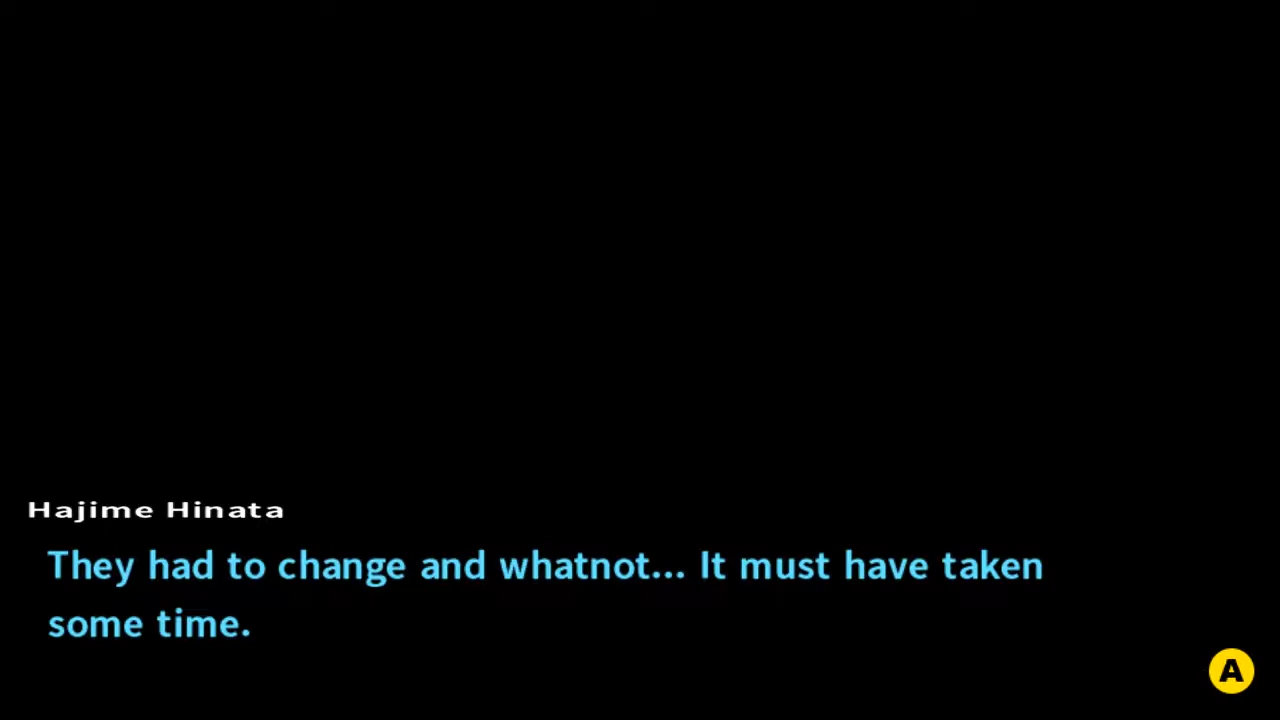 Hajime Hinata
They had to change and whatnot... It must have taken
some time.
A